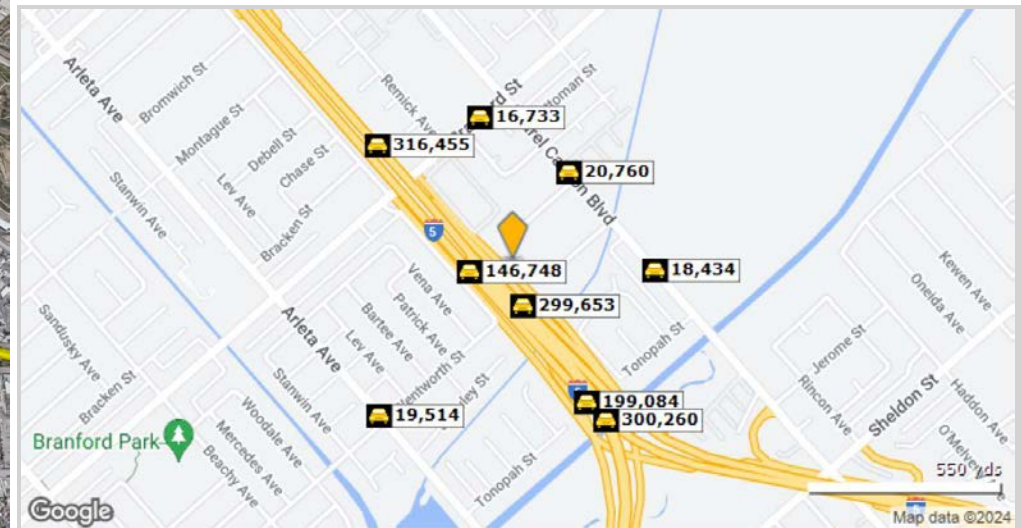 Arleta Ave
Bromwich St
Montague St
Debell St
Chase St
Lev Ave
Stanwin Ave
Bracken St
Remick Ave
16,733
316,455
20,760
Blvd
5
146,748
299,653
18,434
Vena Ave
Patrick Ave
Bartee Ave
Lev Ave
Arleta Ave
Stanwin Ave
Sandusky Ave
Bracken St
Woodale Ave
Mercedes Ave
Beachy Ave
Branford Park
19,514
Tonopah St
Tonopah St
199,084
300,260
Kewen Ave
Oneida Ave
Jerome St
Rincon Ave
Sheldon St
Haddon Ave
550 yds
Google
Map data ©2024